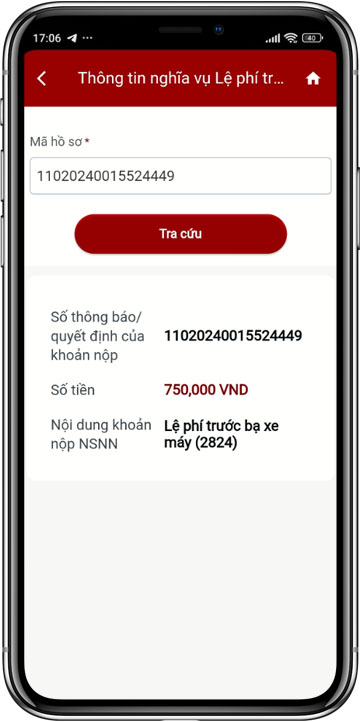 17:06
40
Thông tin nghĩa vụ Lệ phí tr...
Mã hồ sơ *
11020240015524449
Tra cứu
Số thông báo/
quyết định của
khoản nộp
11020240015524449
Số tiền
750,000 VND
Nội dung khoản
nộp NSNN
Lệ phí trước bạ xe
máy (2824)